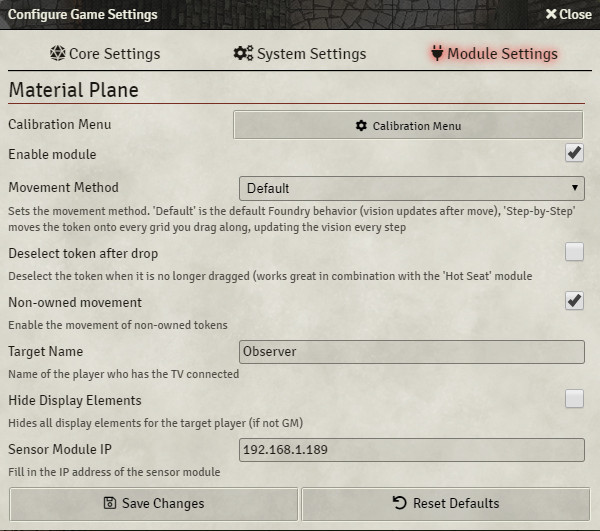 Configure Game Settings
Close
Core Settings
System Settings
Module Settings
Material Plane
Calibration Menu
Calibration Menu
Enable module
Movement Method
Default
Sets the movement method. 'Default' is the default Foundry behavior (vision updates after move), 'Step-by-Step'
moves the token onto every grid you drag along, updating the vision every step
Deselect token after drop
Deselect the token when it is no longer dragged (works great in combination with the 'Hot Seat' module
Non-owned movement
Enable the movement of non-owned tokens
Target Name
Observer
Name of the player who has the TV connected
Hide Display Elements
Hides all display elements for the target player (if not GM)
Sensor Module IP
192.168.1.189
Fill in the IP address of the sensor module
Save Changes
Reset Defaults